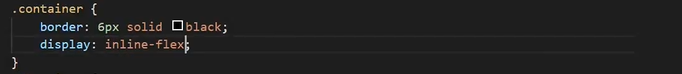 .container {
border: 6px solid black;
display: inline-flex;
}